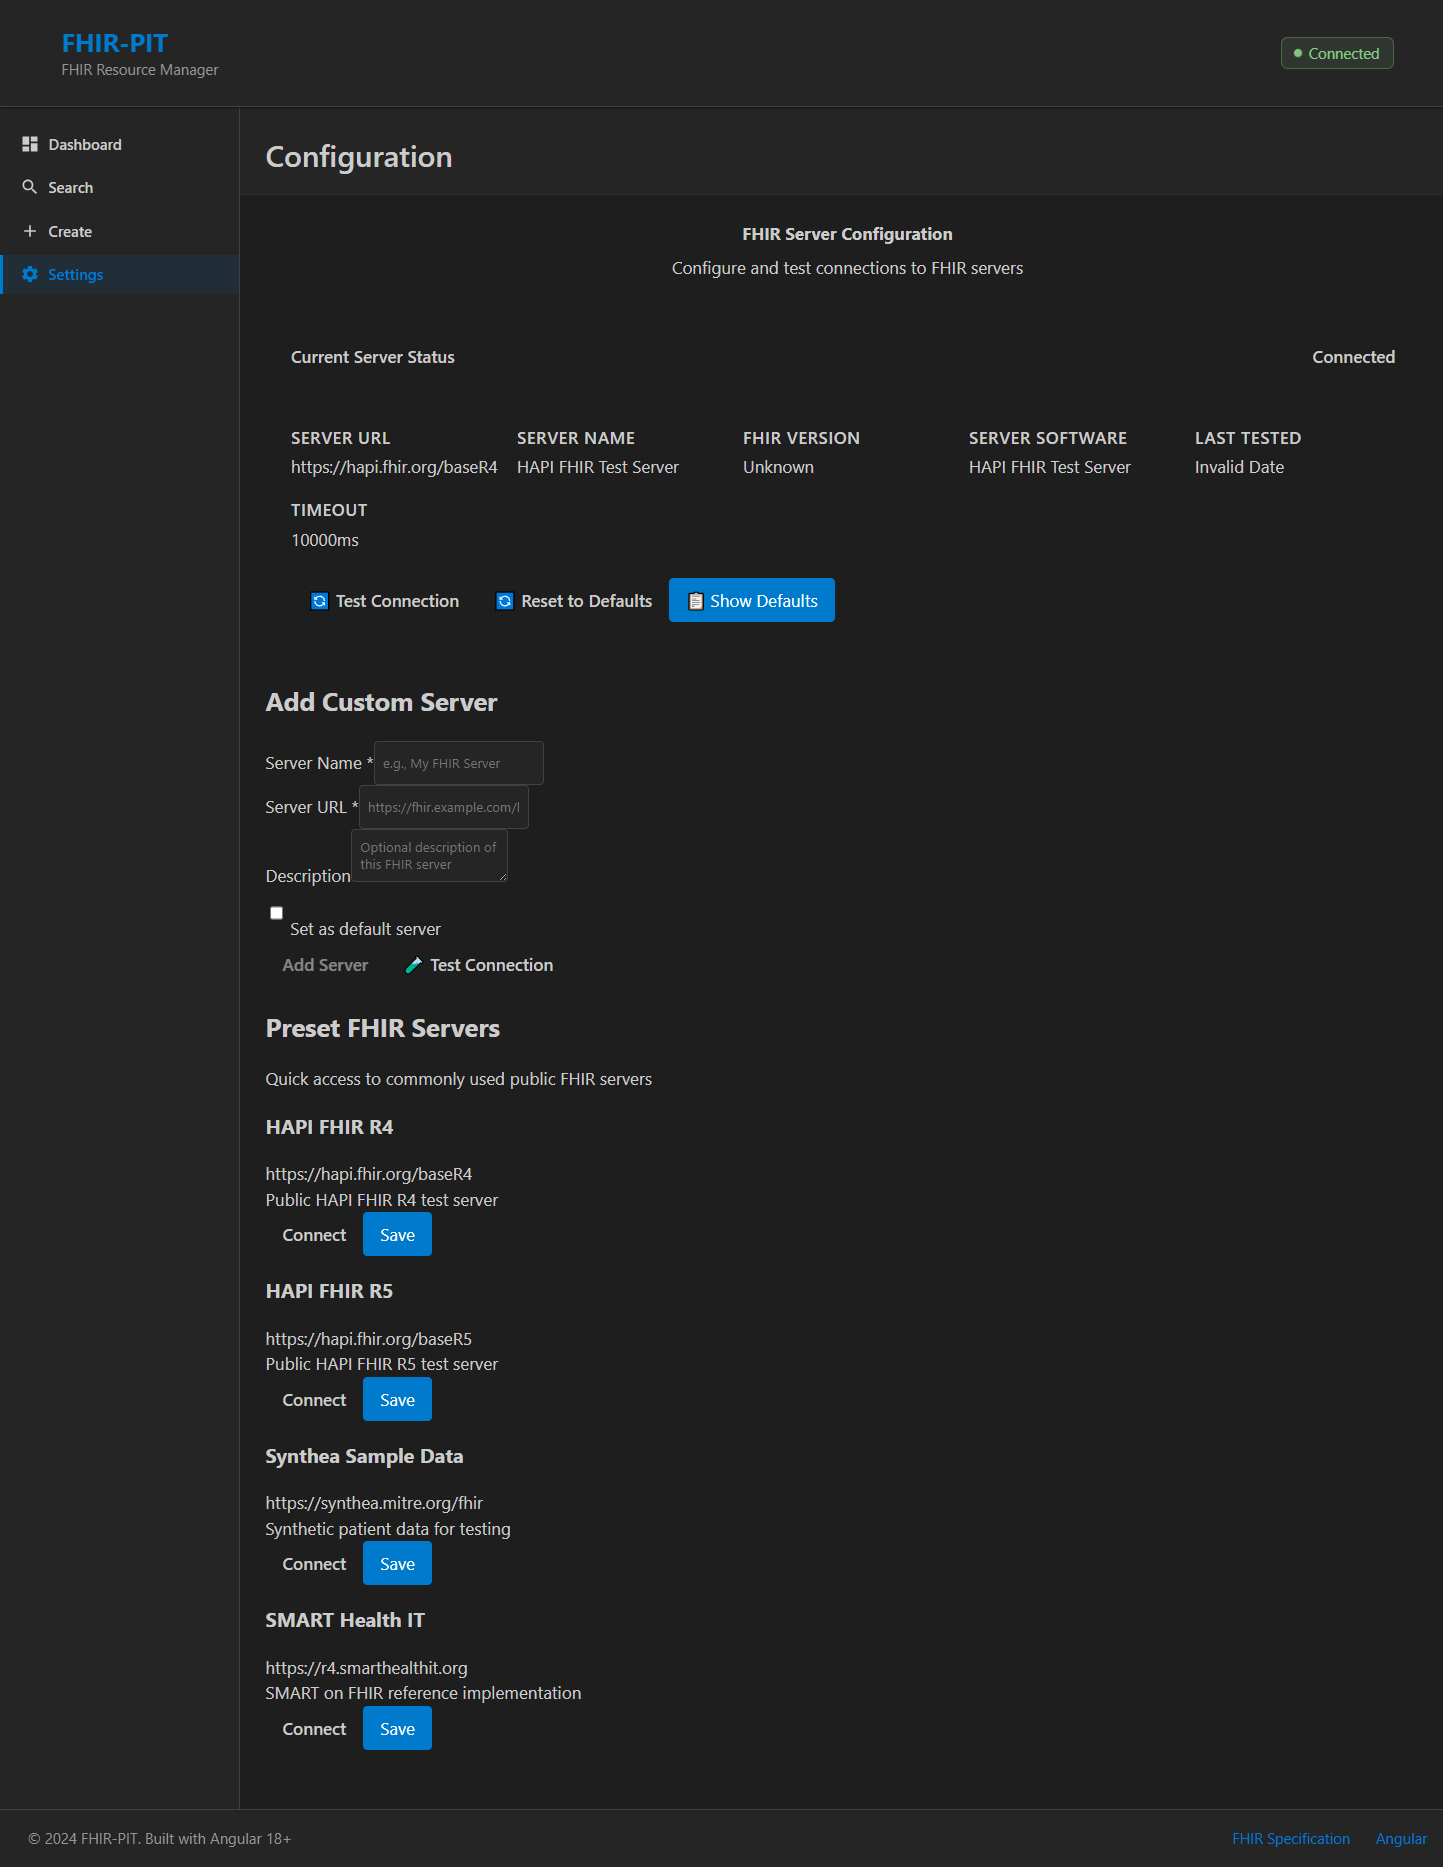 FHIR-PIT
FHIR Resource Manager
Connected
Dashboard
Search
Create
Settings
Configuration
FHIR Server Configuration
Configure and test connections to FHIR servers
Current Server Status
Connected
SERVER URL
https://hapi.fhir.org/baseR4
SERVER NAME
HAPI FHIR Test Server
FHIR VERSION
Unknown
SERVER SOFTWARE
HAPI FHIR Test Server
LAST TESTED
Invalid Date
TIMEOUT
10000ms
Test Connection
Reset to Defaults
Show Defaults
Add Custom Server
Server Name *
e.g., My FHIR Server
Server URL *
https://fhir.example.com/
Description
Optional description of
this FHIR server
Set as default server
Add Server
Test Connection
Preset FHIR Servers
Quick access to commonly used public FHIR servers
HAPI FHIR R4
https://hapi.fhir.org/baseR4
Public HAPI FHIR R4 test server
Connect
Save
HAPI FHIR R5
https://hapi.fhir.org/baseR5
Public HAPI FHIR R5 test server
Connect
Save
Synthea Sample Data
https://synthea.mitre.org/fhir
Synthetic patient data for testing
Connect
Save
SMART Health IT
https://r4.smarthealthit.org
SMART on FHIR reference implementation
Connect
Save
© 2024 FHIR-PIT. Built with Angular 18+
FHIR Specification
Angular